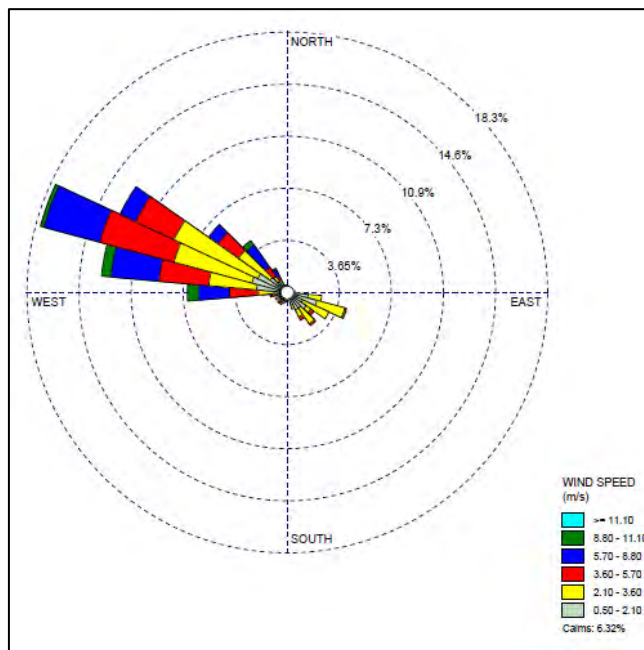 NORTH
18.3%
14.6%
10.9%
7.3%
3.65%
WEST
EAST
SOUTH
WIND SPEED
(m/s)
>= 11.10
8.80 - 11.10
5.70 - 8.80
3.60 - 5.70
2.10 - 3.60
0.50 - 2.10
Calms: 6.32%